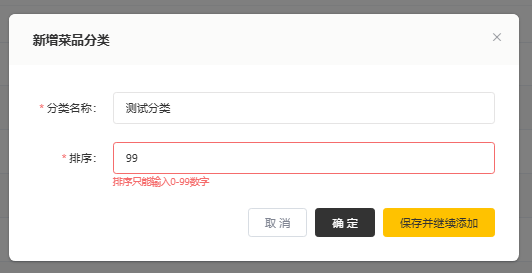 新增菜品分类
* 分类名称： 测试分类
* 排序： 99
排序只能输入0-99数字
取 消 确 定 保存并继续添加